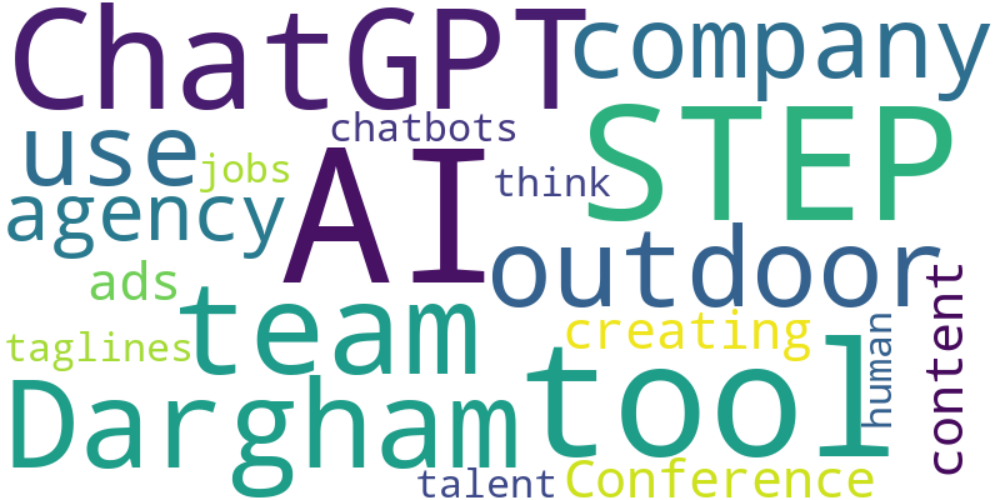 ChatGPT
company
chatbots
STEP
use
jobs
AI
think
agency
outdoor
ads
team
creating
content
taglines
tool
human
Dargham
talent
Conference